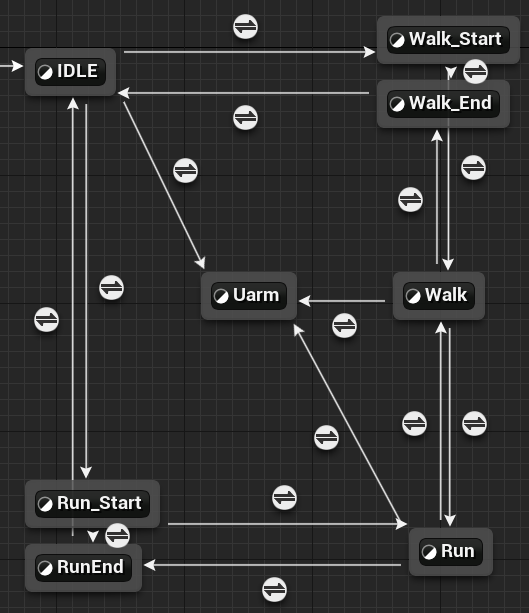 Walk_Start
IDLE
Walk_End
Uarm
Walk
Run_Start
Run
RunEnd